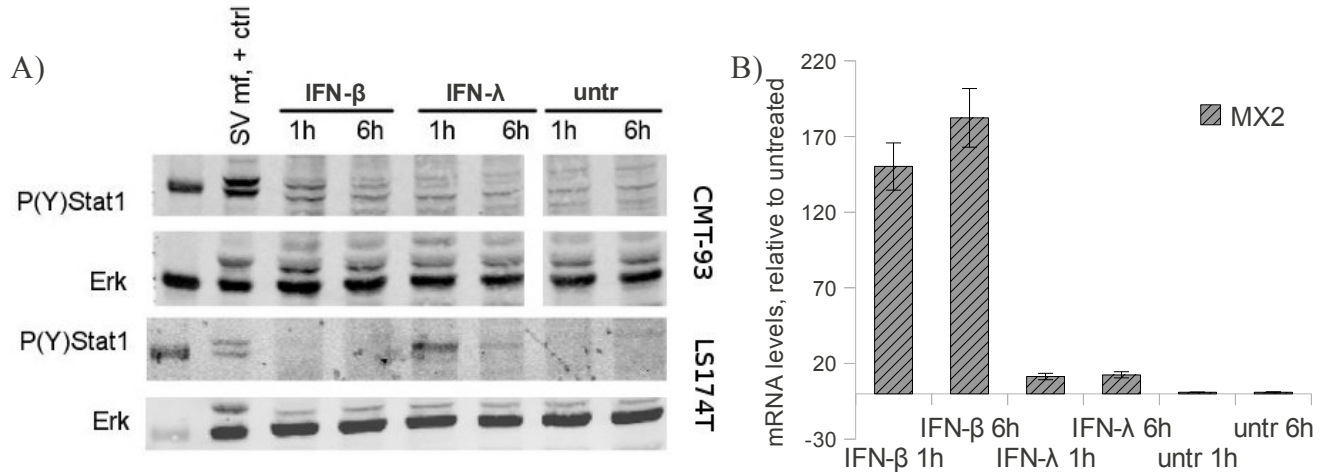 A)
SV mf, + ctrl
IFN-β IFN-λ untr
1h 6h 1h 6h 1h 6h
P(Y)Stat1
Erk
CMT-93
P(Y)Stat1
Erk
LS174T
B)
mRNA levels, relative to untreated
220
170
120
70
20
-30
MX2
IFN-β 6h IFN-λ 6h untr 6h
IFN-β 1h IFN-λ 1h untr 1h